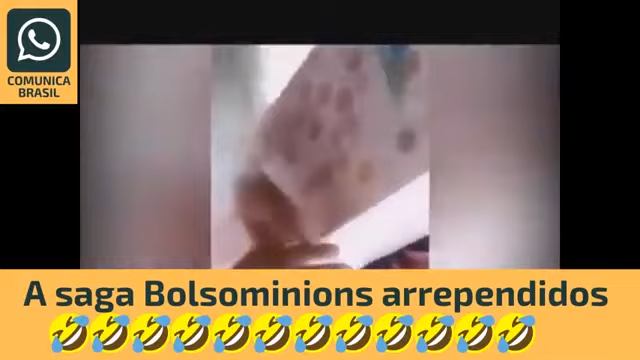 COMUNICA
BRASIL
A saga Bolsominions arrependidos
🤣🤣🤣🤣🤣🤣🤣🤣🤣🤣🤣🤣